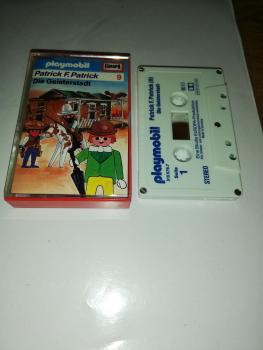 playmobil
EUROPA
Patrick F. Patrick
9
Die Geisterstadt
playmobil
Patrick F. Patrick (9)
Die Geisterstadt
Seite
1
STEREO